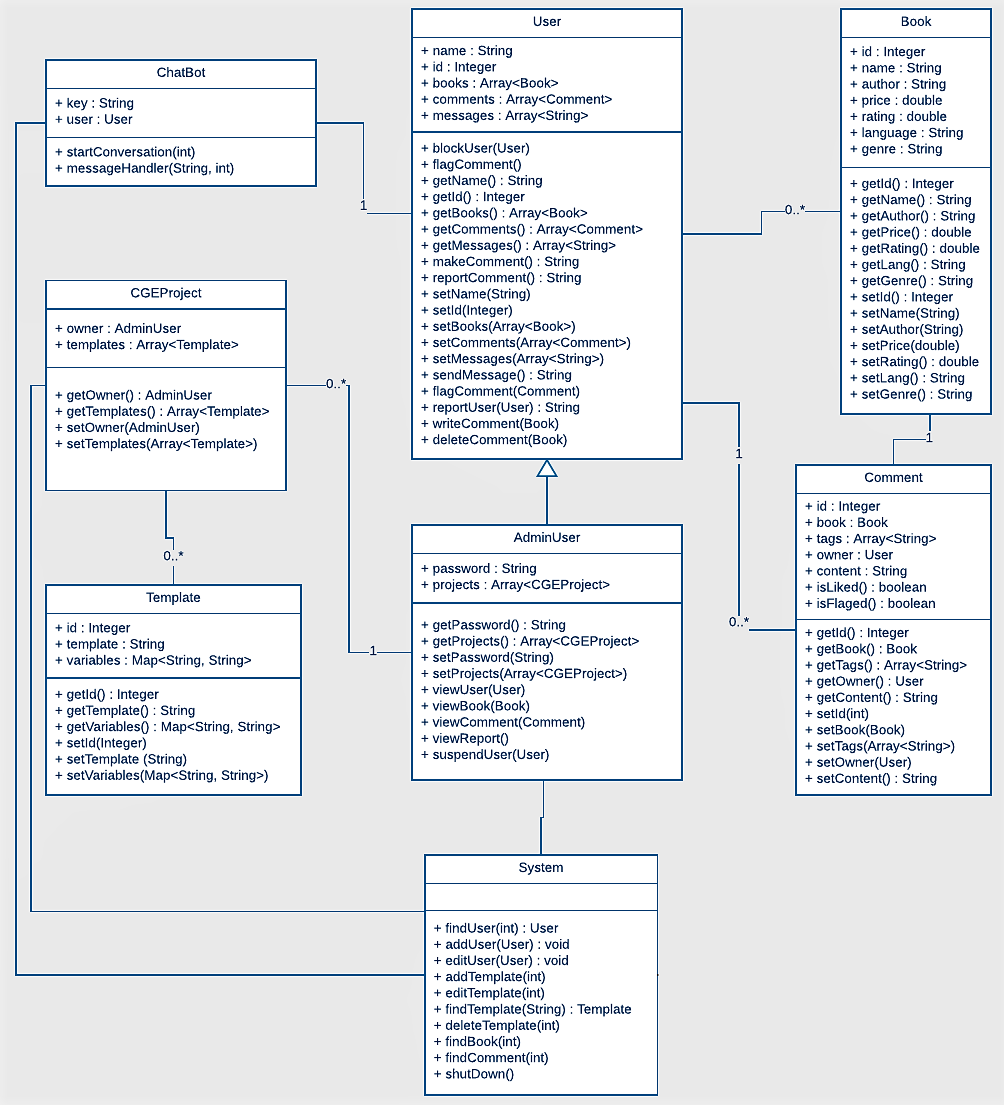 User
+ name : String
+ id : Integer
+ books : Array<Book>
+ comments : Array<Comment>
+ messages : Array<String>
+ blockUser(User)
+ flagComment()
+ getName() : String
+ getId() : Integer
+ getBooks() : Array<Book>
+ getComments() : Array<Comment>
+ getMessages() : Array<String>
+ makeComment() : String
+ reportComment() : String
+ setName(String)
+ setId(Integer)
+ setBooks(Array<Book>)
+ setComments(Array<Comment>)
+ setMessages(Array<String>)
+ sendMessage() : String
+ flagComment(Comment)
+ reportUser(User) : String
+ writeComment(Book)
+ deleteComment(Book)
Book
+ id : Integer
+ name : String
+ author : String
+ price : double
+ rating : double
+ language : String
+ genre : String
+ getId() : Integer
+ getName() : String
+ getAuthor() : String
+ getPrice() : double
+ getRating() : double
+ getLang() : String
+ getGenre() : String
+ setId() : Integer
+ setName(String)
+ setAuthor(String)
+ setPrice(double)
+ setRating() : double
+ setLang() : String
+ setGenre() : String
ChatBot
+ key : String
+ user : User
+ startConversation(int)
+ messageHandler(String, int)
1
0..*
CGEProject
+ owner : AdminUser
+ templates : Array<Template>
+ getOwner() : AdminUser
+ getTemplates() : Array<Template>
+ setOwner(AdminUser)
+ setTemplates(Array<Template>)
0..*
1
1
0..*
Template
+ id : Integer
+ template : String
+ variables : Map<String, String>
+ getId() : Integer
+ getTemplate() : String
+ getVariables() : Map<String, String>
+ setId(Integer)
+ setTemplate (String)
+ setVariables(Map<String, String>)
AdminUser
+ password : String
+ projects : Array<CGEProject>
+ getPassword() : String
+ getProjects() : Array<CGEProject>
+ setPassword(String)
+ setProjects(Array<CGEProject>)
+ viewUser(User)
+ viewBook(Book)
+ viewComment(Comment)
+ viewReport()
+ suspendUser(User)
1
0..*
Comment
+ id : Integer
+ book : Book
+ tags : Array<String>
+ owner : User
+ content : String
+ isLiked() : boolean
+ isFlaged() : boolean
+ getId() : Integer
+ getBook() : Book
+ getTags() : Array<String>
+ getOwner() : User
+ getContent() : String
+ setId(int)
+ setBook(Book)
+ setTags(Array<String>)
+ setOwner(User)
+ setContent() : String
System
+ findUser(int) : User
+ addUser(User) : void
+ editUser(User) : void
+ addTemplate(int)
+ editTemplate(int)
+ findTemplate(String) : Template
+ deleteTemplate(int)
+ findBook(int)
+ findComment(int)
+ shutDown()